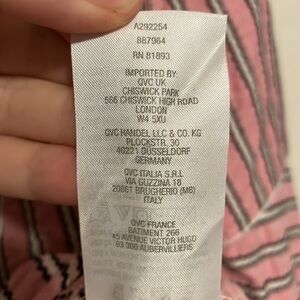 A292254
887964
RN 81893
IMPORTED BY:
QVC UK
CHISWICK PARK
566 CHISWICK HIGH ROAD
LONDON
W4 5XU
QVC HANDEL LLC & CO. KG
PLOCKSTR. 30
40221 DÜSSELDORF
GERMANY
QVC ITALIA S.R.L
VIA GUZZINA 18
20861 BRUGHERIO (MB)
ITALY
QVC FRANCE
BATIMENT 266
45 AVENUE VICTOR HUGO
93 300 AUBERVILLIERS